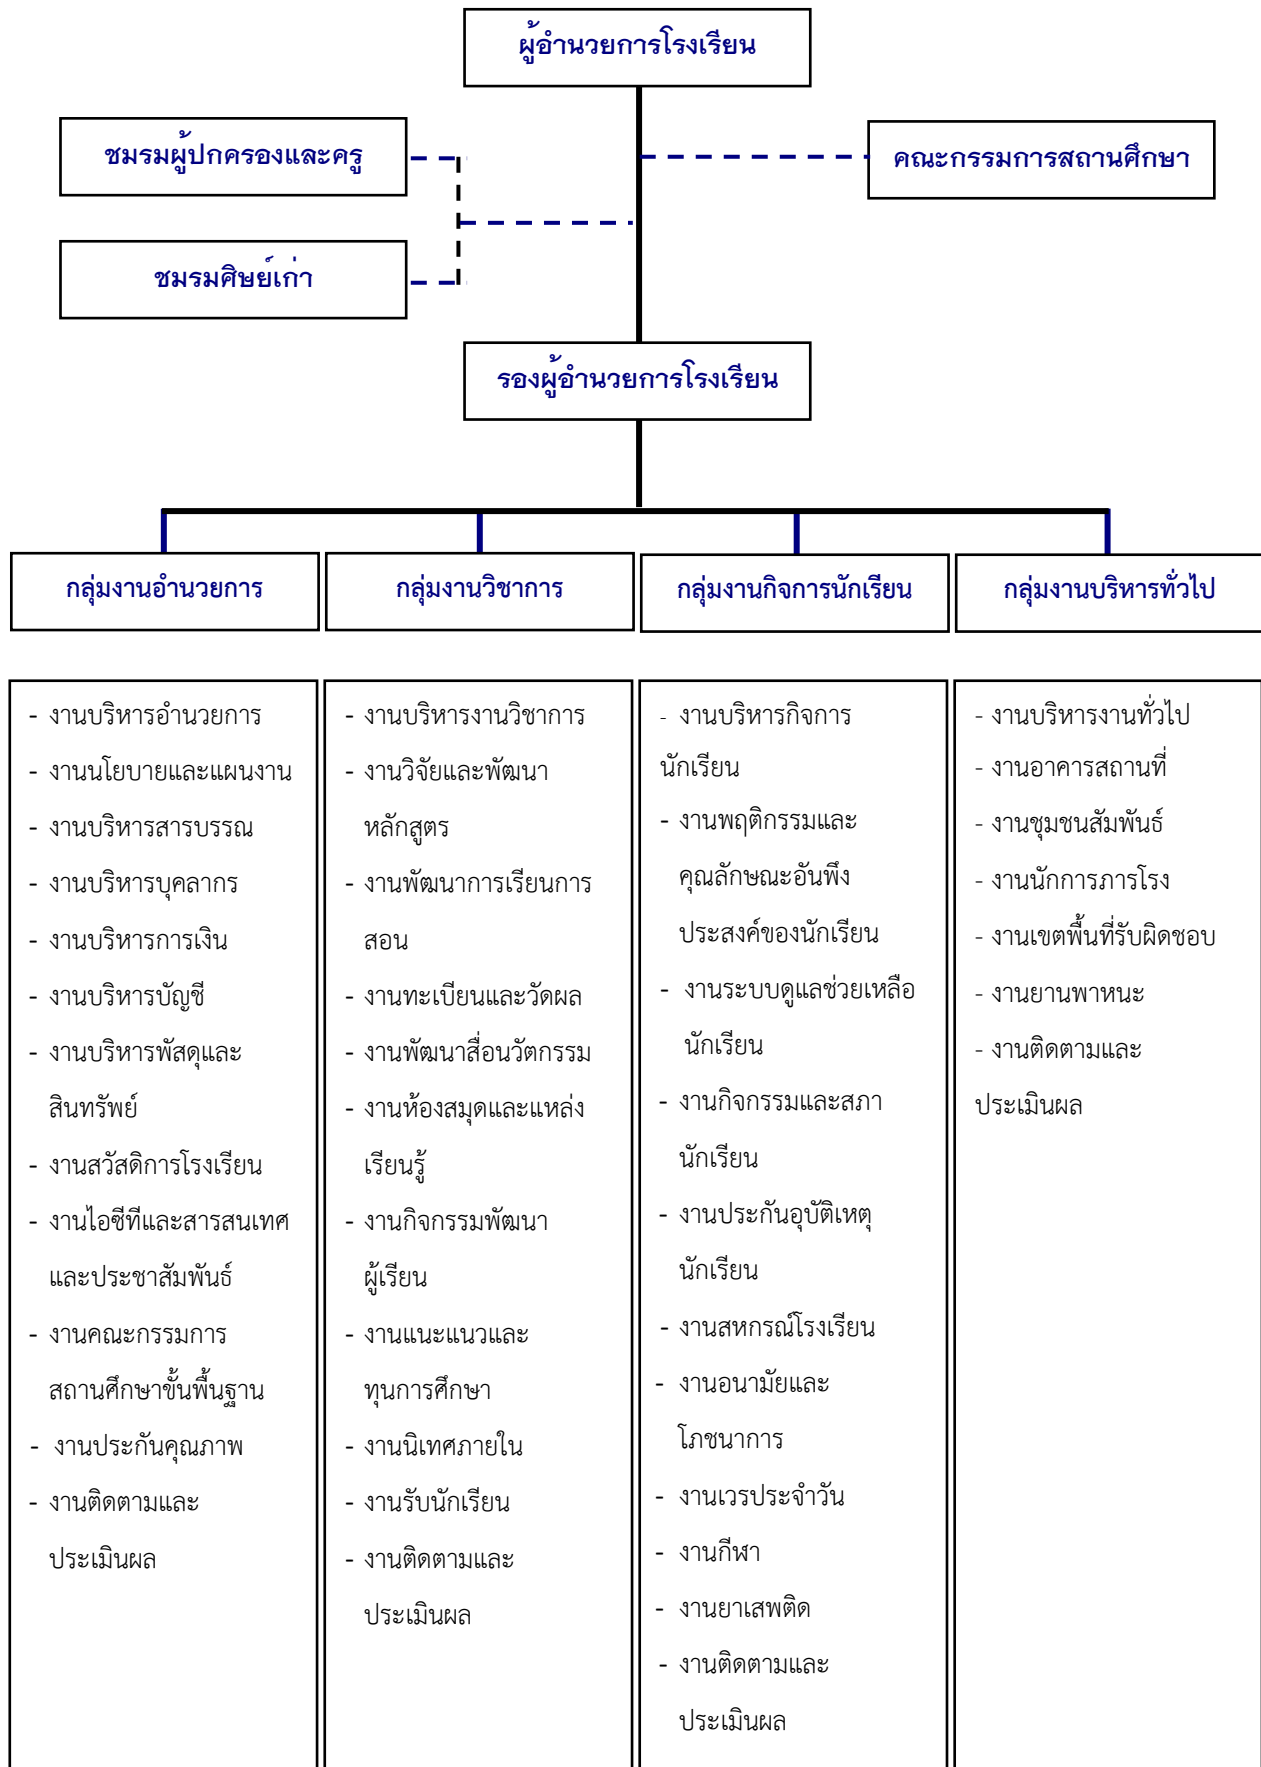 ผู้อำนวยการโรงเรียน
ชมรมผู้ปกครองและครู
คณะกรรมการสถานศึกษา
ชมรมศิษย์เก่า
รองผู้อำนวยการโรงเรียน
กลุ่มงานอำนวยการ
กลุ่มงานวิชาการ
กลุ่มงานกิจการนักเรียน
กลุ่มงานบริหารทั่วไป
- งานบริหารอำนวยการ
- งานนโยบายและแผนงาน
- งานบริหารสารบรรณ
- งานบริหารบุคลากร
- งานบริหารการเงิน
- งานบริหารบัญชี
- งานบริหารพัสดุและ
สินทรัพย์
- งานสวัสดิการโรงเรียน
- งานไอซีทีและสารสนเทศ
และประชาสัมพันธ์
- งานคณะกรรมการ
สถานศึกษาขั้นพื้นฐาน
- งานประกันคุณภาพ
- งานติดตามและ
ประเมินผล
- งานบริหารงานวิชาการ
- งานวิจัยและพัฒนา
หลักสูตร
- งานพัฒนาการเรียนการ
สอน
- งานทะเบียนและวัดผล
- งานพัฒนาสื่อนวัตกรรม
- งานห้องสมุดและแหล่ง
เรียนรู้
- งานกิจกรรมพัฒนา
ผู้เรียน
- งานแนะแนวและ
ทุนการศึกษา
- งานนิเทศภายใน
- งานรับนักเรียน
- งานติดตามและ
ประเมินผล
- งานบริหารกิจการ
นักเรียน
- งานพฤติกรรมและ
คุณลักษณะอันพึง
ประสงค์ของนักเรียน
- งานระบบดูแลช่วยเหลือ
นักเรียน
- งานกิจกรรมและสภา
นักเรียน
- งานประกันอุบัติเหตุ
นักเรียน
- งานสหกรณ์โรงเรียน
- งานอนามัยและ
โภชนาการ
- งานเวรประจำวัน
- งานกีฬา
- งานยาเสพติด
- งานติดตามและ
ประเมินผล
- งานบริหารงานทั่วไป
- งานอาคารสถานที่
- งานชุมชนสัมพันธ์
- งานนักการภารโรง
- งานเขตพื้นที่รับผิดชอบ
- งานยานพาหนะ
- งานติดตามและ
ประเมินผล